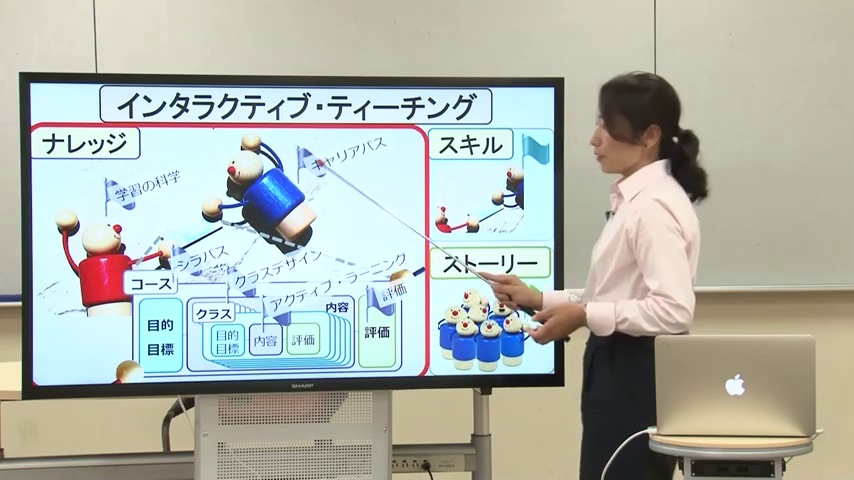 インタラクティブ・ティーチング
ナレッジ
スキル
学習の科学
キャリアパス
シラバス
クラスデザイン
アクティブ・ラーニング
評価
ストーリー
コース
目的
目標
クラス
内容
目的
目標
内容
評価
評価
SHARP